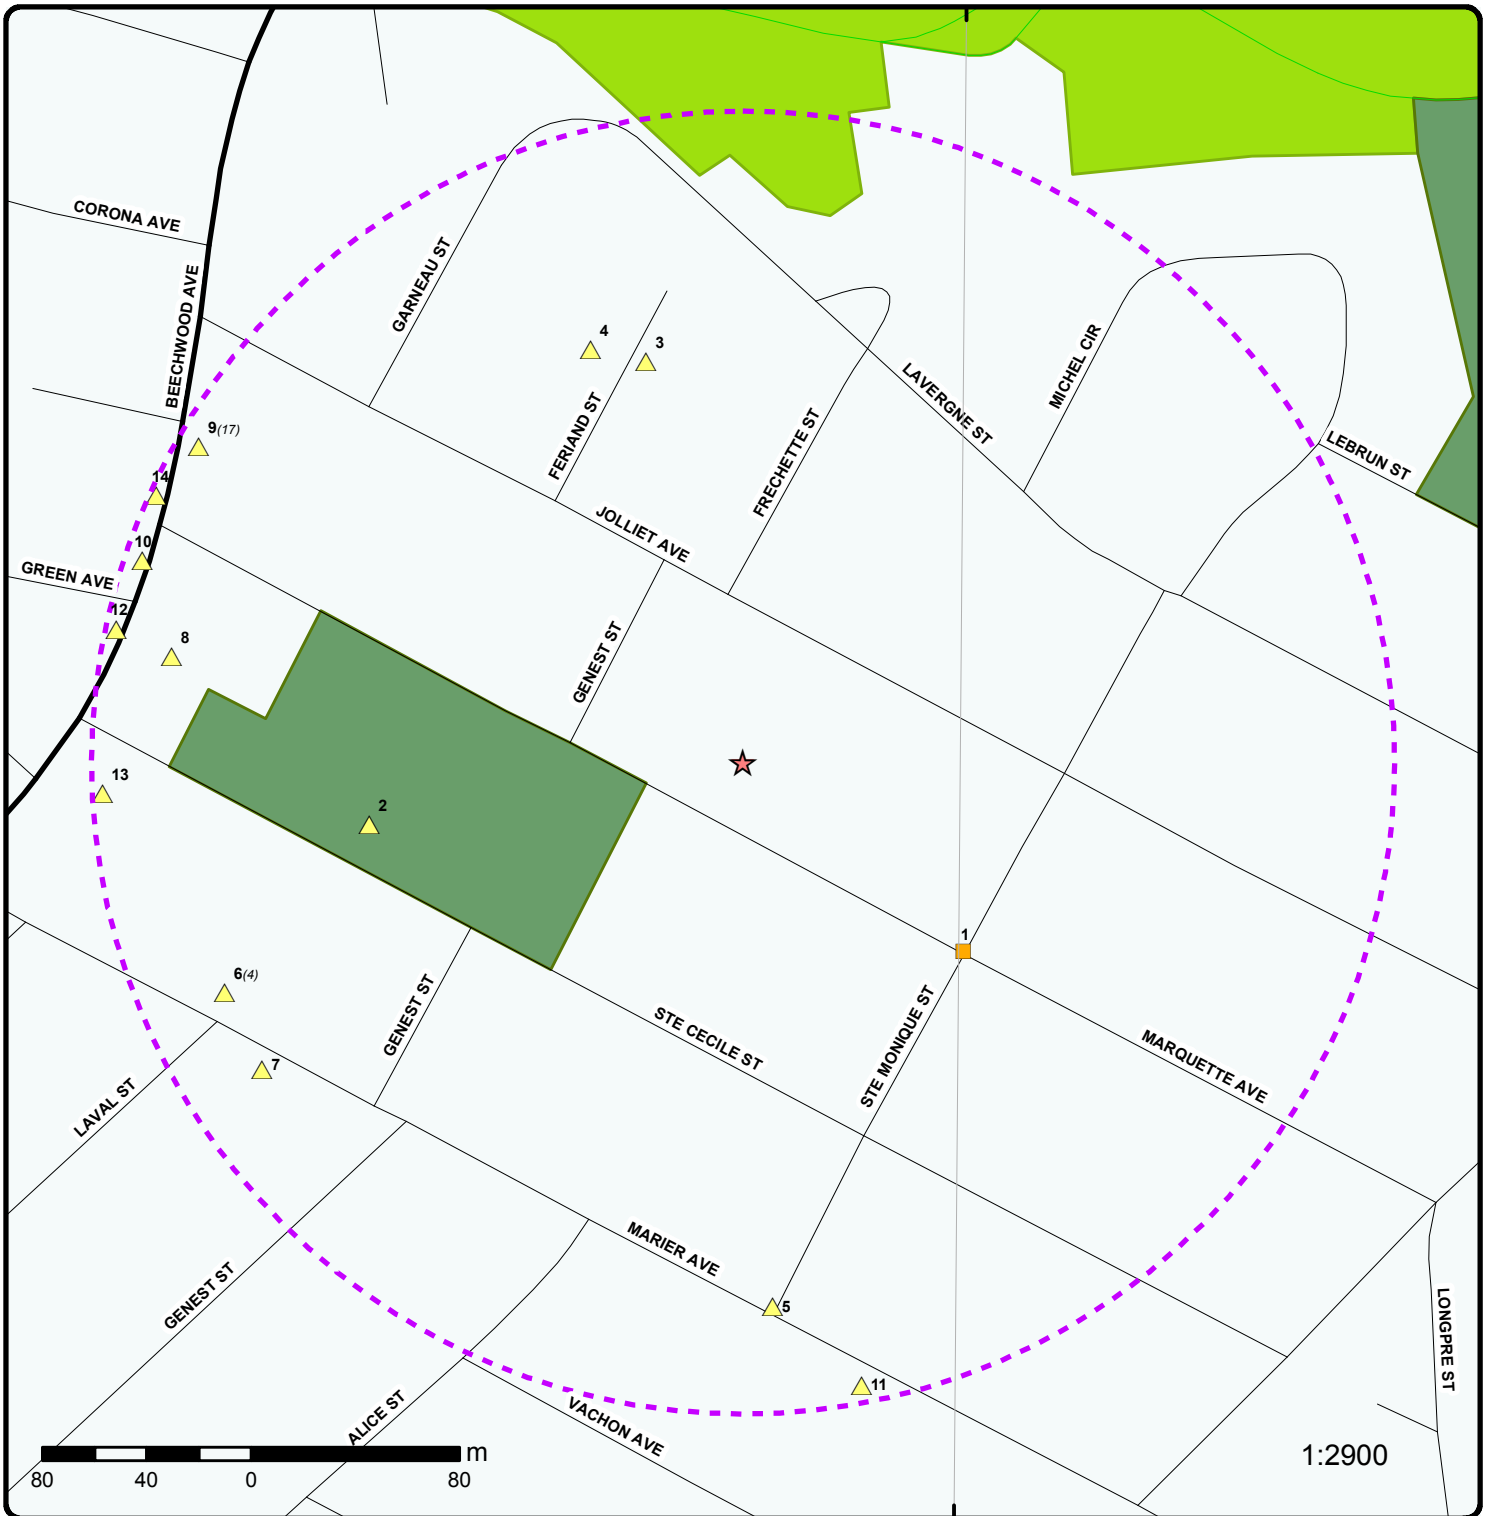 CORONA AVE
BEECHWOOD AVE
GARNEAU ST
4
3
MICHEL CIR
LAVERGNE ST
FERIAND ST
FRECHETTE ST
9(17)
LEBRUN ST
14
JOLLIET AVE
10
GREEN AVE
12
8
GENEST ST
13
2
1
6(4)
GENEST ST
STE CECILE ST
STE MONIQUE ST
MARQUETTE AVE
7
LAVAL ST
MARIER AVE
GENEST ST
5
LONGPRE ST
11
ALICE ST
VACHON AVE
m
1:2900
80 40 0 80